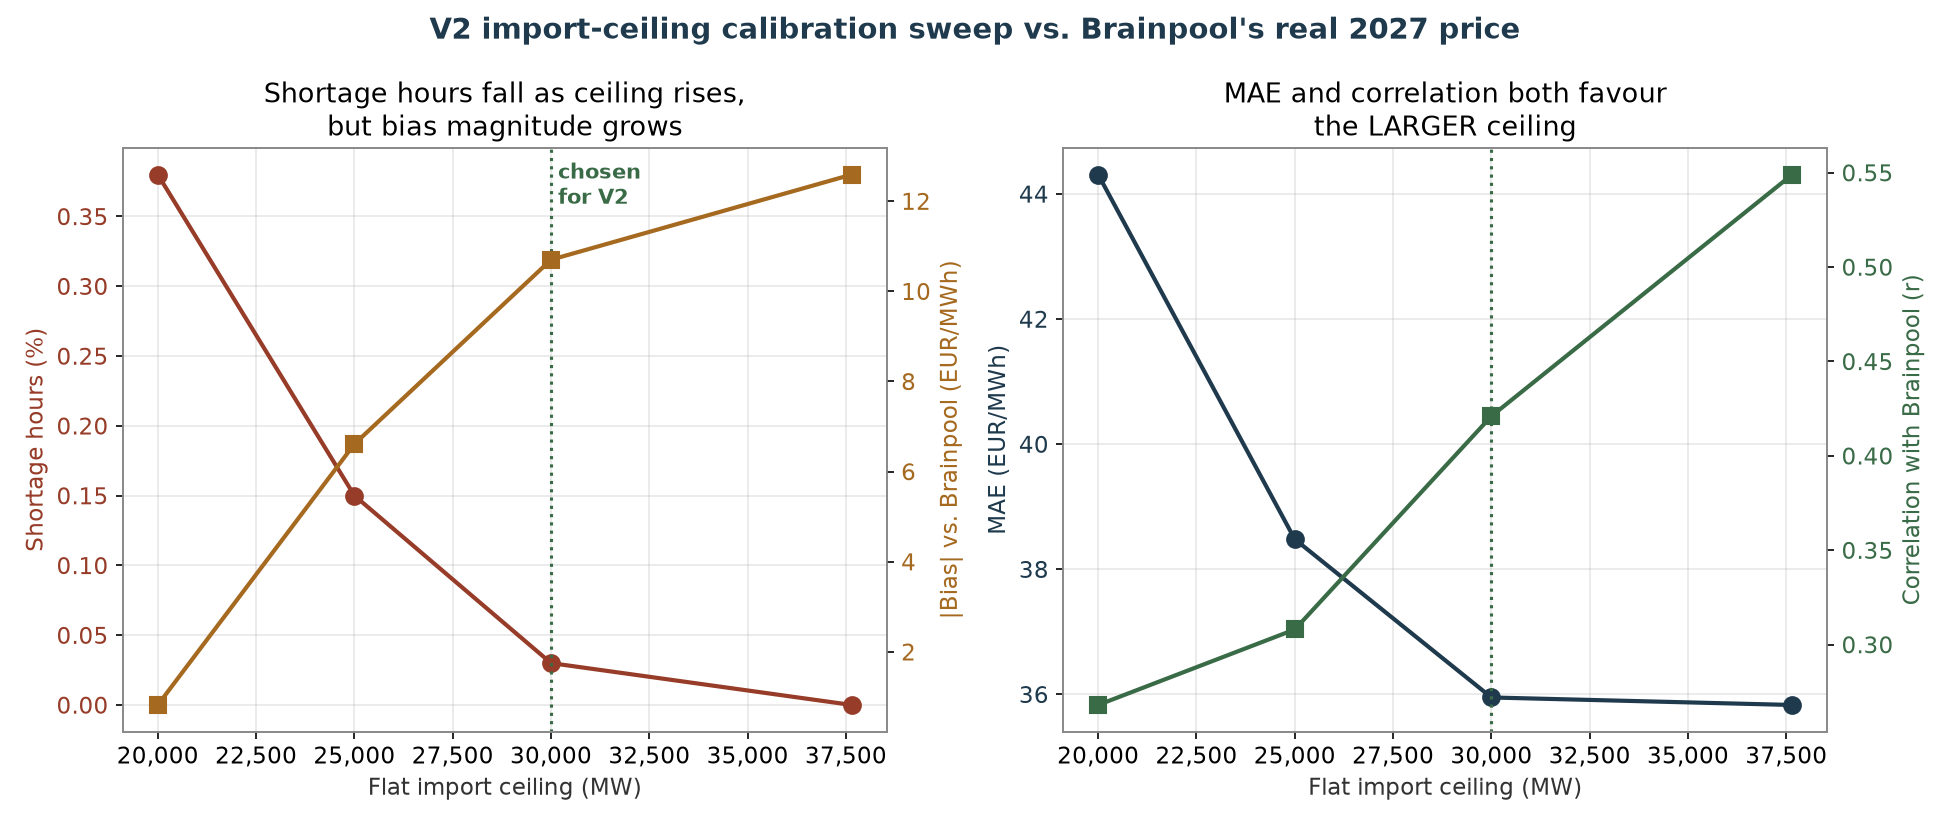 V2 import-ceiling calibration sweep vs. Brainpool's real 2027 price
Shortage hours fall as ceiling rises,
but bias magnitude grows
chosen
for V2
Shortage hours (%)
0.35
0.30
0.25
0.20
0.15
0.10
0.05
0.00
|Bias| vs. Brainpool (EUR/MWh)
12
10
8
6
4
2
20,000 22,500 25,000 27,500 30,000 32,500 35,000 37,500
Flat import ceiling (MW)
MAE and correlation both favour
the LARGER ceiling
MAE (EUR/MWh)
44
42
40
38
36
Correlation with Brainpool (r)
0.55
0.50
0.45
0.40
0.35
0.30
20,000 22,500 25,000 27,500 30,000 32,500 35,000 37,500
Flat import ceiling (MW)